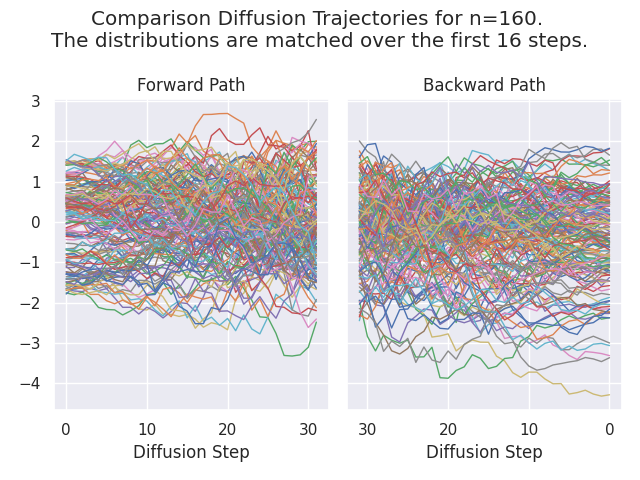 Comparison Diffusion Trajectories for n=160.
The distributions are matched over the first 16 steps.
Forward Path
Backward Path
3
2
1
0
−1
−2
−3
−4
0
10
20
30
30
20
10
0
Diffusion Step
Diffusion Step